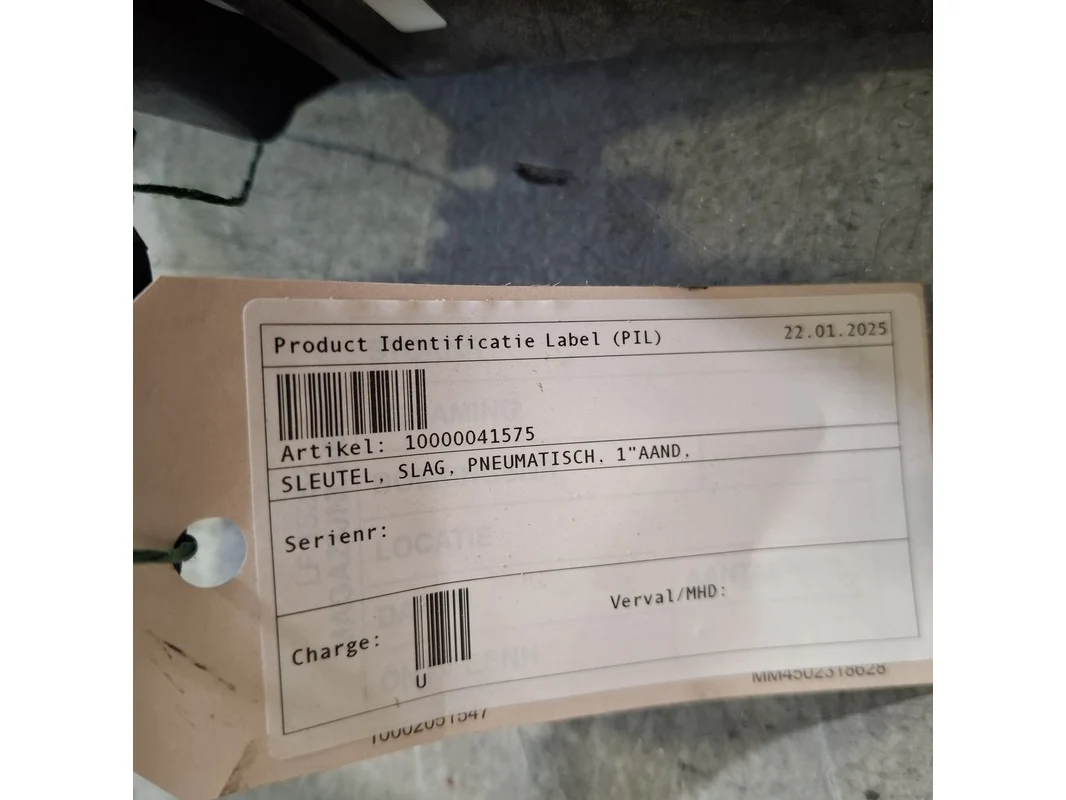 Product Identificatie Label (PIL) 22.01.2025
Artikel: 10000041575
SLEUTEL, SLAG, PNEUMATISCH. 1"AAND,
Serienr:
LOCATIE
Verval/MHD:
Charge:
U
MM4502318628
10002051547